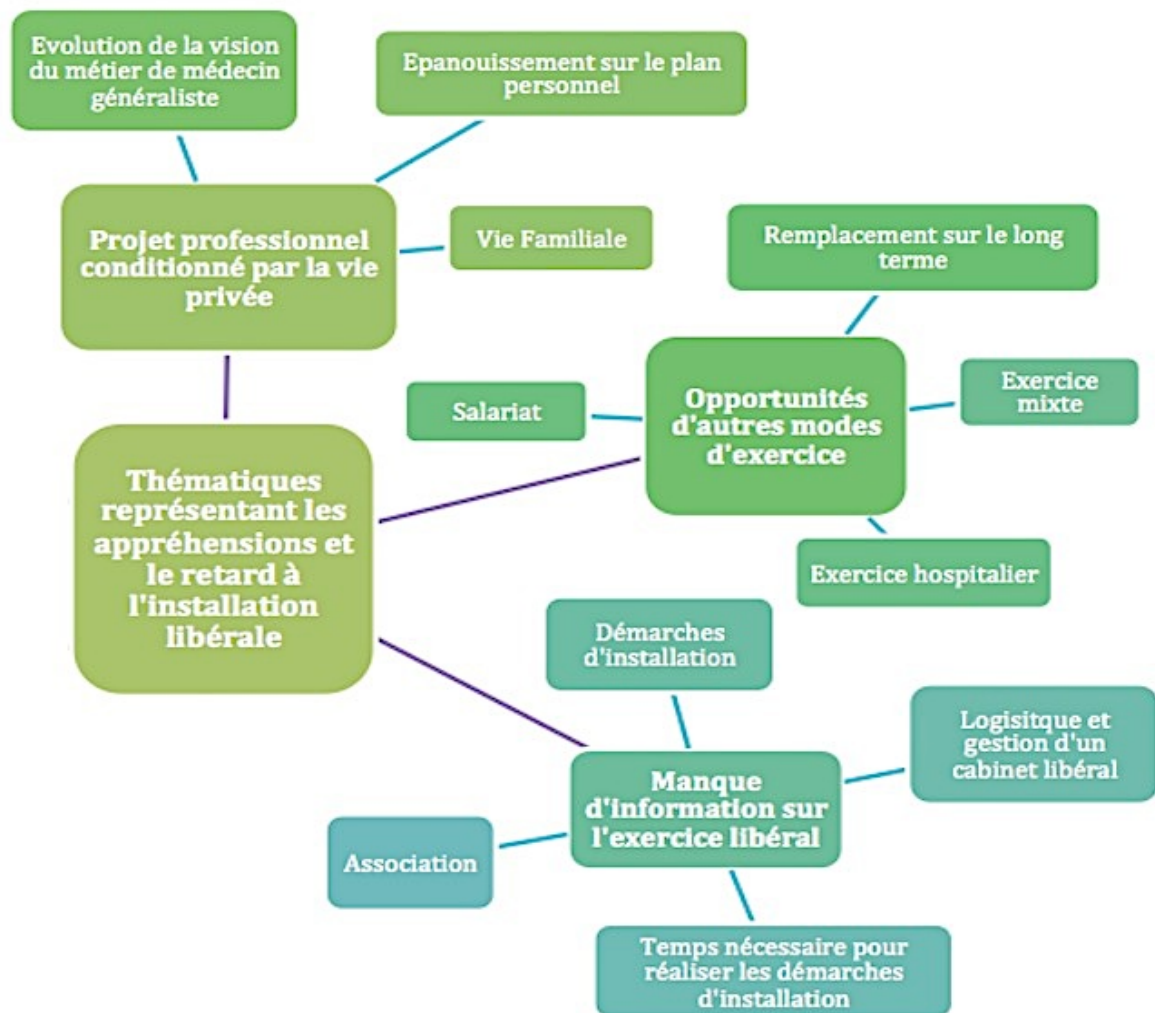 Evolution de la vision
du métier de médecin
généraliste
Epanouissement sur le plan
personnel
Projet professionnel
conditionné par la vie
privée
Vie Familiale
Remplacement sur le long
terme
Salariat
Opportunités
d'autres modes
d'exercice
Exercice
mixte
Thématiques
représentant les
appréhensions et
le retard à
l'installation
libérale
Exercice hospitalier
Démarches
d'installation
Logisitque et
gestion d'un
cabinet libéral
Manque
d'information sur
l'exercice libéral
Association
Temps nécessaire pour
réaliser les démarches
d'installation